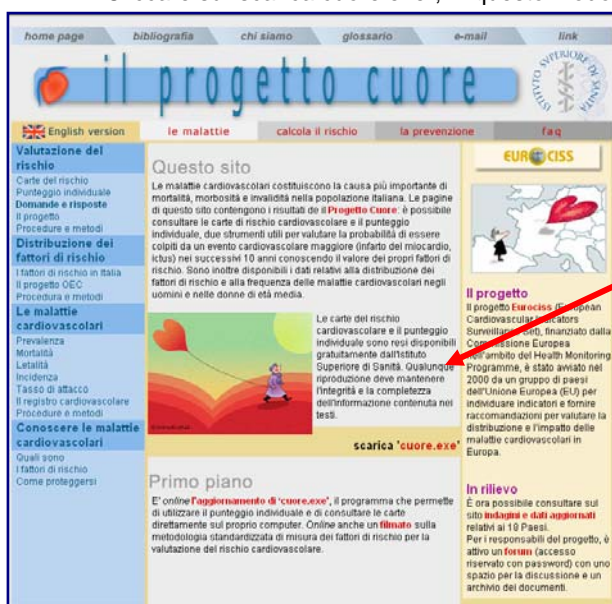 home page bibliografia chi siamo glossario e-mail link
il progetto cuore
ISTITUTO SUPERIORE DI SANITÀ
English version le malattie calcola il rischio la prevenzione faq
Valutazione del
rischio
Carte del rischio
Punteggio individuale
Domande e risposte
Il progetto
Procedure e metodi
Distribuzione dei
fattori di rischio
I fattori di rischio in Italia
Il progetto OEC
Procedura e metodi
Le malattie
cardiovascolari
Prevalenza
Mortalità
Letalità
Incidenza
Tasso di attacco
Il registro cardiovascolare
Procedure e metodi
Conoscere le malattie
cardiovascolari
Quali sono
I fattori di rischio
Come proteggersi
Questo sito
Le malattie cardiovascolari costituiscono la causa più importante di
mortalità, morbosità e invalidità nella popolazione italiana. Le pagine
di questo sito contengono i risultati de il Progetto Cuore: è possibile
consultare le carte di rischio cardiovascolare e il punteggio
individuale, due strumenti utili per valutare la probabilità di essere
colpiti da un evento cardiovascolare maggiore (infarto del miocardio,
ictus) nei successivi 10 anni conoscendo il valore dei propri fattori di
rischio. Sono inoltre disponibili i dati relativi alla distribuzione dei
fattori di rischio e alla frequenza delle malattie cardiovascolari negli
uomini e nelle donne di età media.
Le carte del rischio
cardiovascolare e il punteggio
individuale sono resi disponibili
gratuitamente dall'Istituto
Superiore di Sanità. Qualunque
riproduzione deve mantenere
l'integrità e la completezza
dell'informazione contenuta nei
testi.
scarica 'cuore.exe'
Primo piano
E' online l'aggiornamento di 'cuore.exe', il programma che permette
di utilizzare il punteggio individuale e di consultare le carte
direttamente sul proprio computer. Online anche un filmato sulla
metodologia standardizzata di misura dei fattori di rischio per la
valutazione del rischio cardiovascolare.
EUROCISS
Il progetto
Il progetto Eurociss (European
Cardiovascular Indicators
Surveillance Set), finanziato dalla
Commissione Europea
nell'ambito del Health Monitoring
Programme, è stato avviato nel
2000 da un gruppo di paesi
dell'Unione Europea (EU) per
individuare indicatori e fornire
raccomandazioni per valutare la
distribuzione e l'impatto delle
malattie cardiovascolari in
Europa.
In rilievo
È ora possibile consultare sul
sito indagini e dati aggiornati
relativi ai 18 Paesi.
Per i responsabili del progetto, è
attivo un forum (accesso
riservato con password) con uno
spazio per la discussione e un
archivio dei documenti.